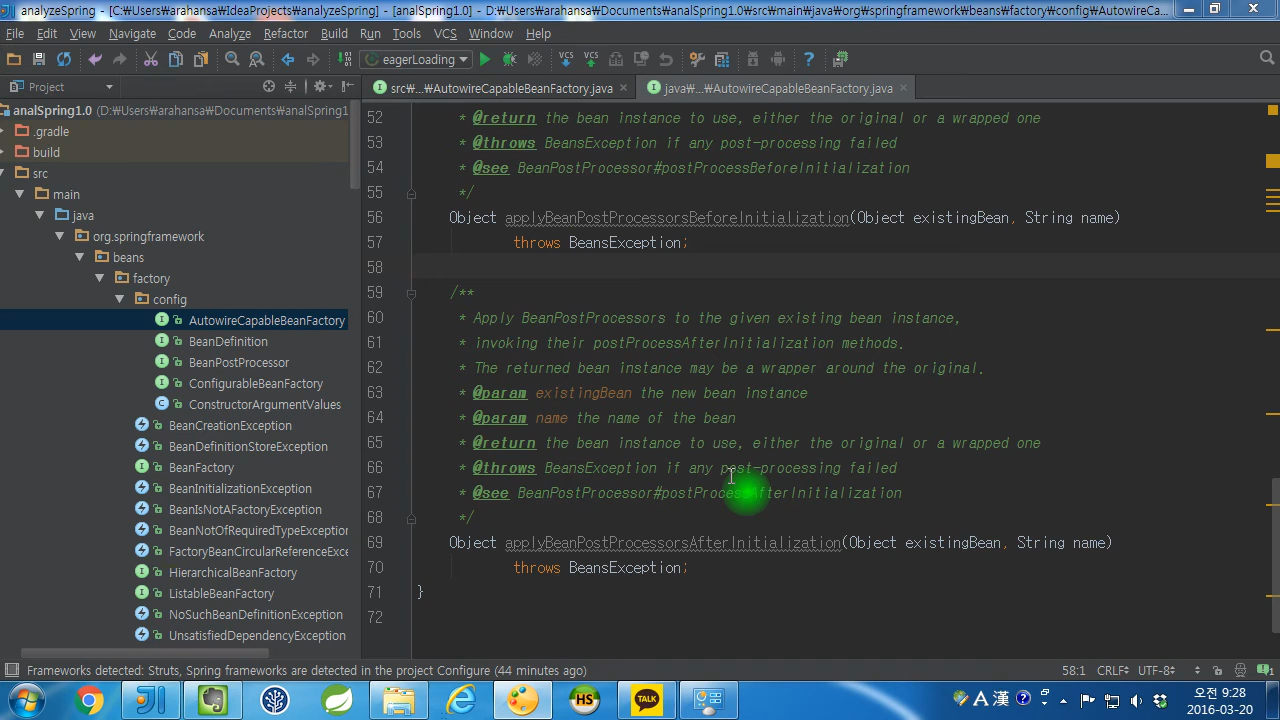 analyzeSpring - [C:₩Users₩arahansa₩IdeaProjects₩analyzeSpring] - [analSpring1.0] - D:₩Users₩arahansa₩Documents₩analSpring1.0₩src₩main₩java₩org₩springframework₩beans₩factory₩config₩AutowireCa...
File Edit View Navigate Code Analyze Refactor Build Run Tools VCS Window Help
eagerLoading VCS VCS ?
Project
src₩...₩AutowireCapableBeanFactory.java
java₩...₩AutowireCapableBeanFactory.java
analSpring1.0 (D:₩Users₩arahansa₩Documents₩analSpring1
.gradle
build
src
main
java
org.springframework
beans
factory
config
AutowireCapableBeanFactory
BeanDefinition
BeanPostProcessor
ConfigurableBeanFactory
ConstructorArgumentValues
BeanCreationException
BeanDefinitionStoreException
BeanFactory
BeanInitializationException
BeanIsNotAFactoryException
BeanNotOfRequiredTypeException
FactoryBeanCircularReferenceExce
HierarchicalBeanFactory
ListableBeanFactory
NoSuchBeanDefinitionException
UnsatisfiedDependencyException
52 * @return the bean instance to use, either the original or a wrapped one
53 * @throws BeansException if any post-processing failed
54 * @see BeanPostProcessor#postProcessBeforeInitialization
55 */
56 Object applyBeanPostProcessorsBeforeInitialization(Object existingBean, String name)
57 throws BeansException;
58
59 /**
60 * Apply BeanPostProcessors to the given existing bean instance,
61 * invoking their postProcessAfterInitialization methods.
62 * The returned bean instance may be a wrapper around the original.
63 * @param existingBean the new bean instance
64 * @param name the name of the bean
65 * @return the bean instance to use, either the original or a wrapped one
66 * @throws BeansException if any post-processing failed
67 * @see BeanPostProcessor#postProcessAfterInitialization
68 */
69 Object applyBeanPostProcessorsAfterInitialization(Object existingBean, String name)
70 throws BeansException;
71 }
72
Frameworks detected: Struts, Spring frameworks are detected in the project Configure (44 minutes ago)
58:1 CRLF UTF-8
HS TALK A 漢 ? 오전 9:28
2016-03-20